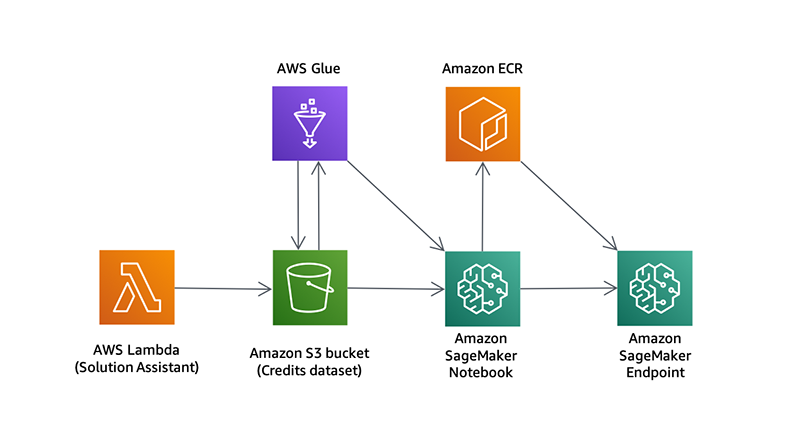 AWS Glue
Amazon ECR
AWS Lambda
(Solution Assistant)
Amazon S3 bucket
(Credits dataset)
Amazon
SageMaker
Notebook
Amazon
SageMaker
Endpoint